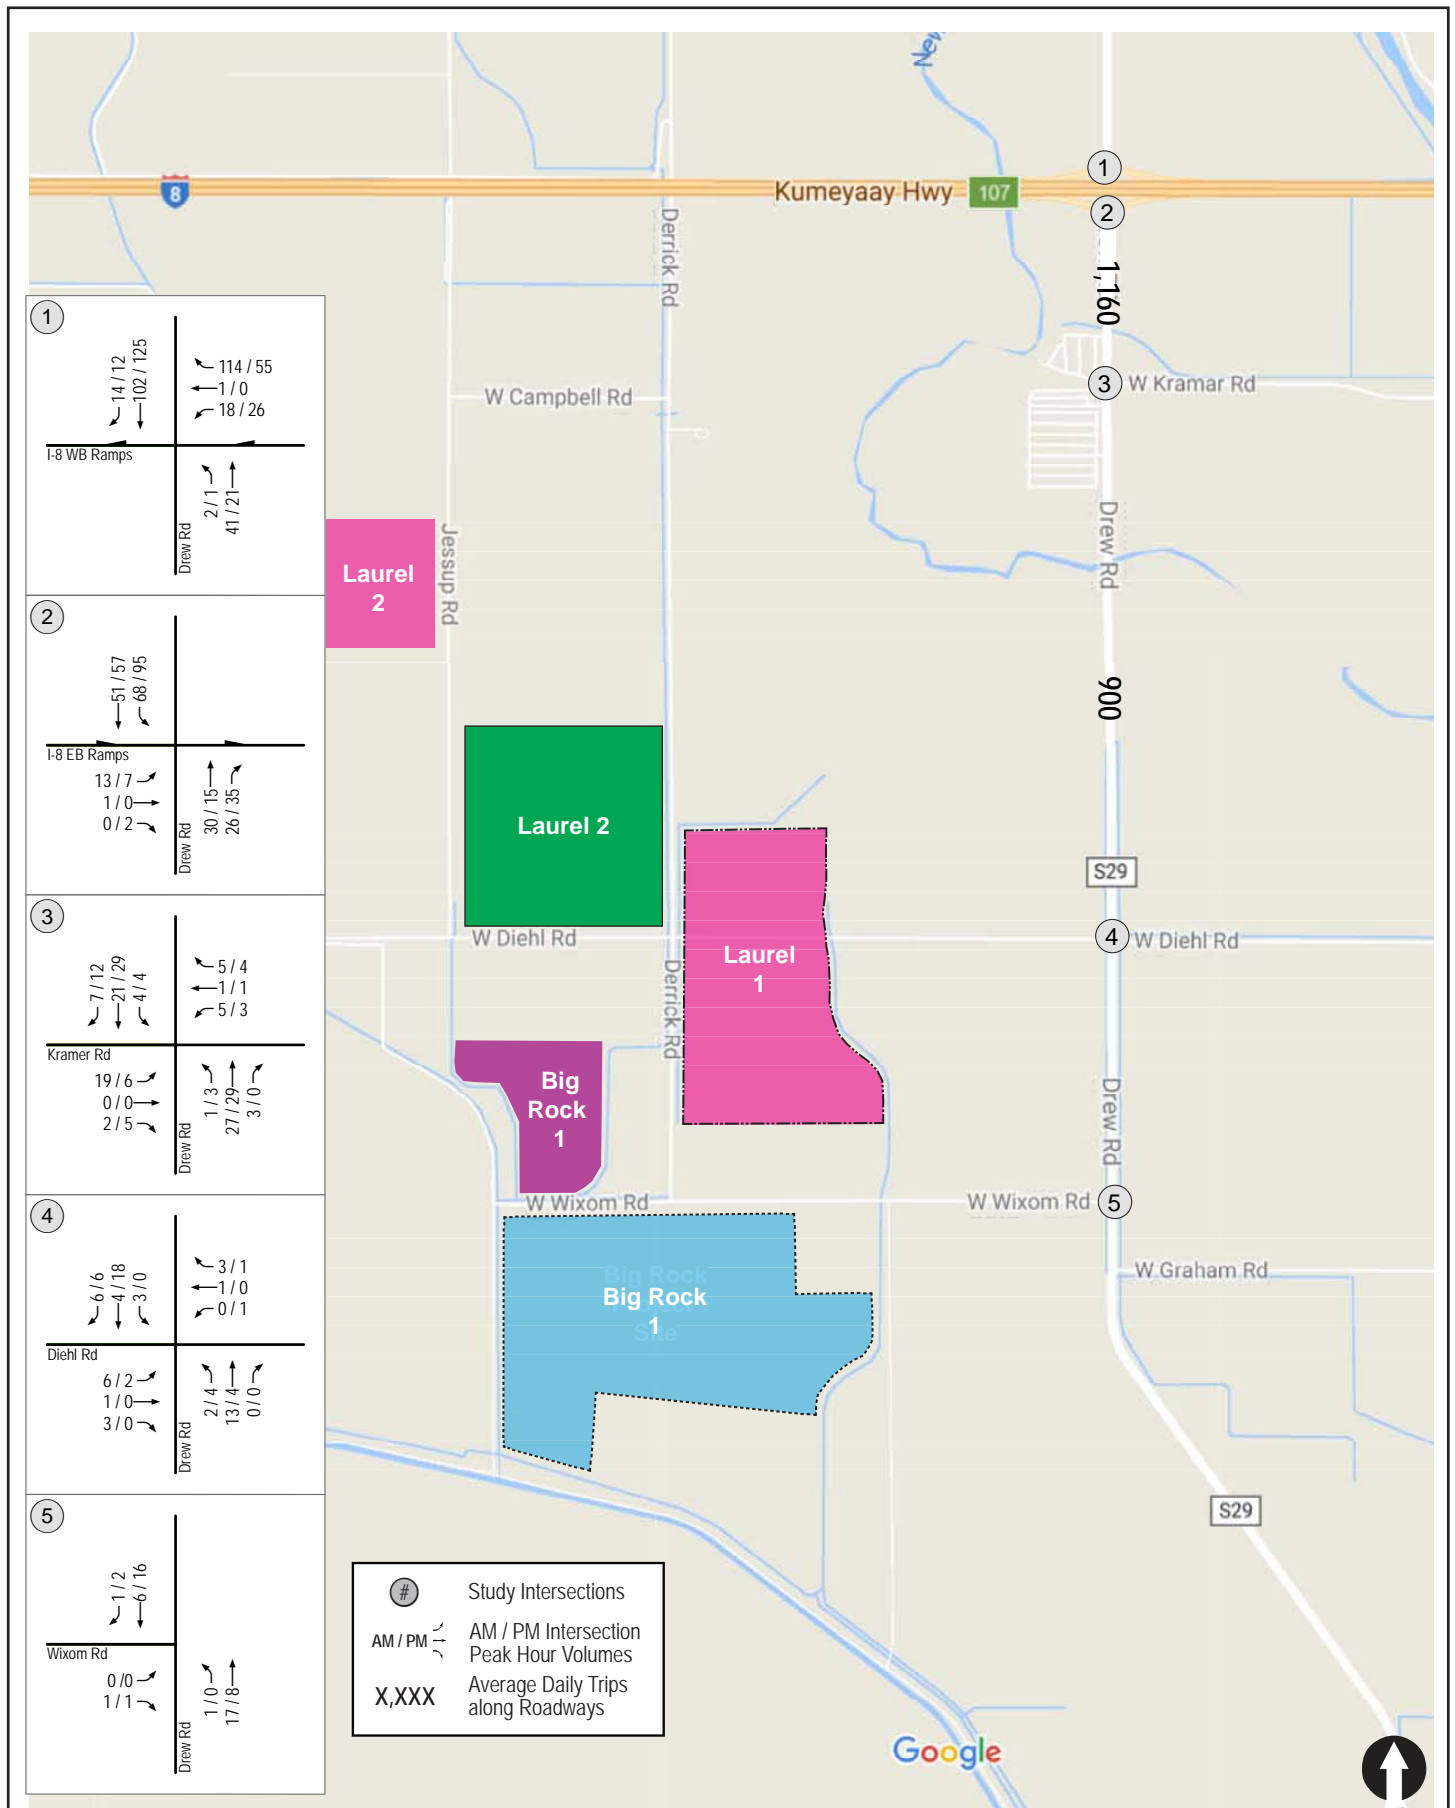 New
1
8
Kumeyaay Hwy
107
2
Derrick Rd
1,160
3
W Kramar Rd
W Campbell Rd
Drew Rd
Jessup Rd
Laurel
2
900
Laurel 2
S29
W Diehl Rd
4
W Diehl Rd
Laurel
1
Derrick Rd
Big
Rock
1
Drew Rd
W Wixom Rd
W Wixom Rd
5
W Graham Rd
Big Rock
Big Rock
1
Site
S29
Google
1
14 / 12
102 / 125
114 / 55
1 / 0
18 / 26
I-8 WB Ramps
2 / 1
41 / 21
Drew Rd
2
51 / 57
68 / 95
I-8 EB Ramps
13 / 7
1 / 0
0 / 2
30 / 15
26 / 35
Drew Rd
3
7 / 12
21 / 29
4 / 4
5 / 4
1 / 1
5 / 3
Kramer Rd
19 / 6
0 / 0
2 / 5
1 / 3
27 / 29
3 / 0
Drew Rd
4
6 / 6
4 / 18
3 / 0
3 / 1
1 / 0
0 / 1
Diehl Rd
6 / 2
1 / 0
3 / 0
2 / 4
13 / 4
0 / 0
Drew Rd
5
1 / 2
6 / 16
Wixom Rd
0 /0
1 / 1
1 / 0
17 / 8
Drew Rd
# Study Intersections
AM / PM AM / PM Intersection
Peak Hour Volumes
X,XXX Average Daily Trips
along Roadways